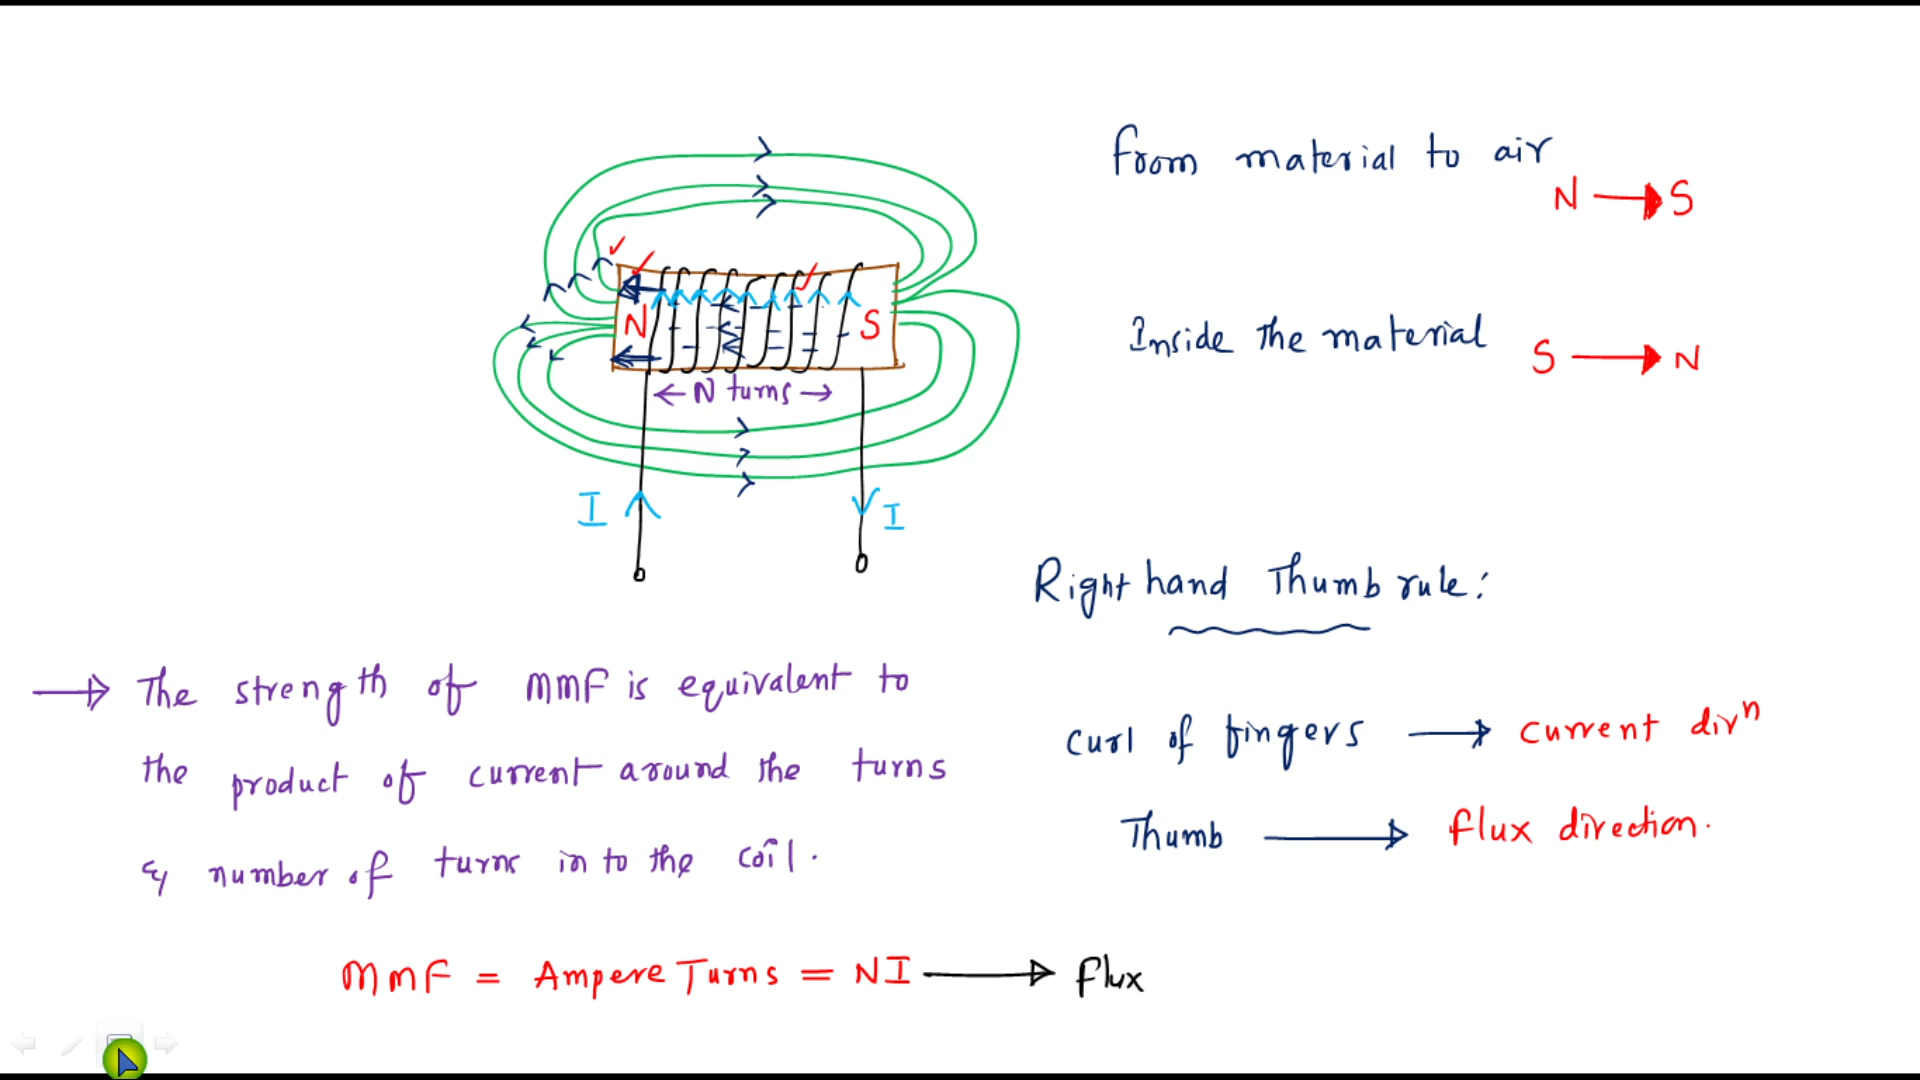 From material to air
N → S
N S
Inside the material S → N
← N turns →
I I
Right hand Thumb rule:
→ The strength of MMF is equivalent to
the product of current around the turns
& number of turns in to the coil.
Curl of fingers → Current dirⁿ
Thumb → Flux direction.
MMF = Ampere Turns = NI → Flux